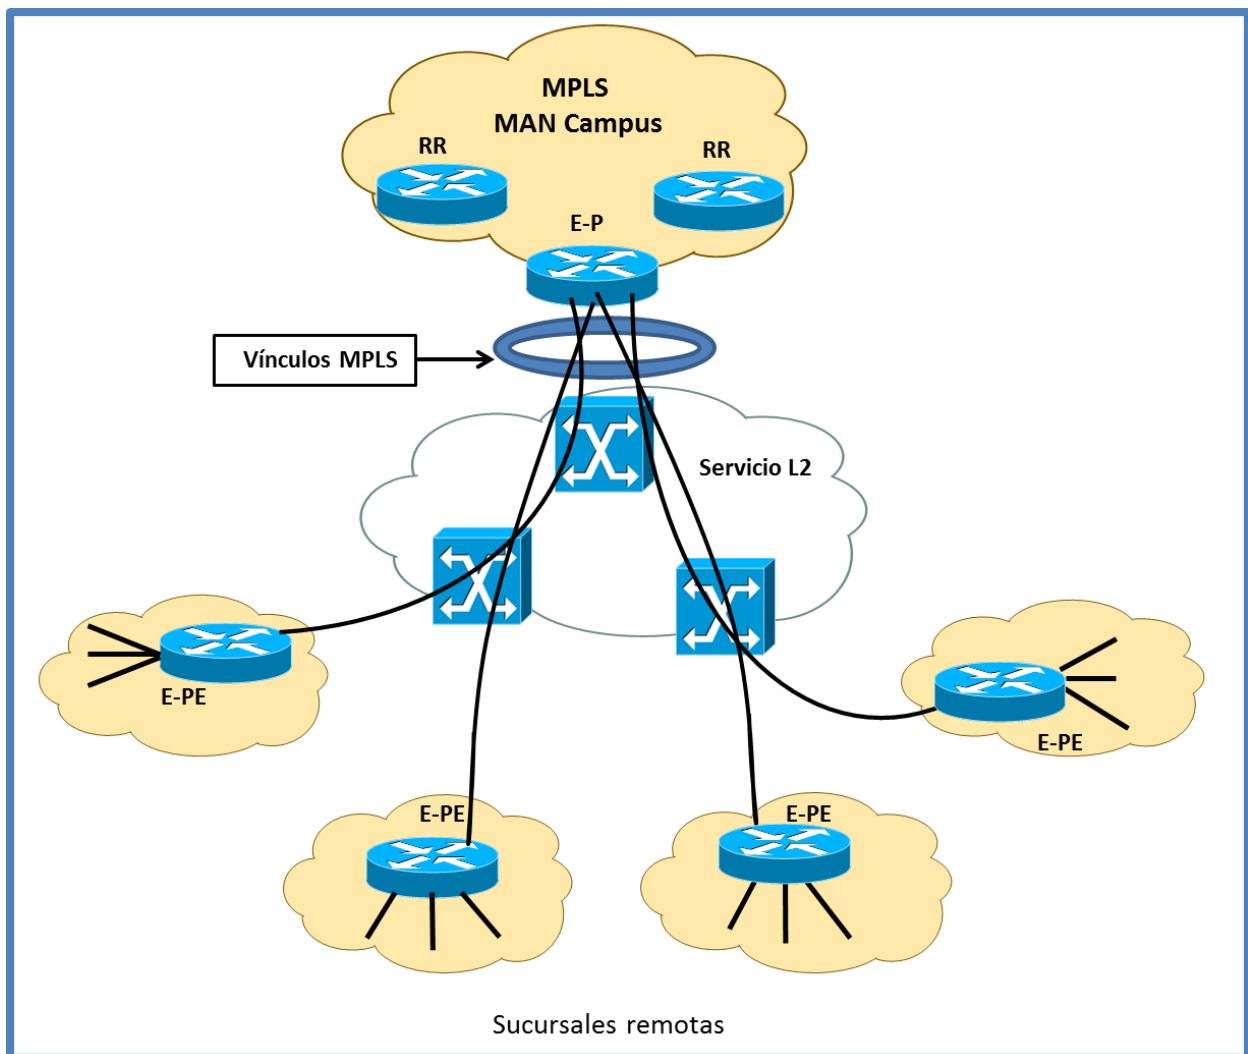 MPLS
MAN Campus
RR
RR
E-P
Vínculos MPLS
Servicio L2
E-PE
E-PE
E-PE
E-PE
Sucursales remotas